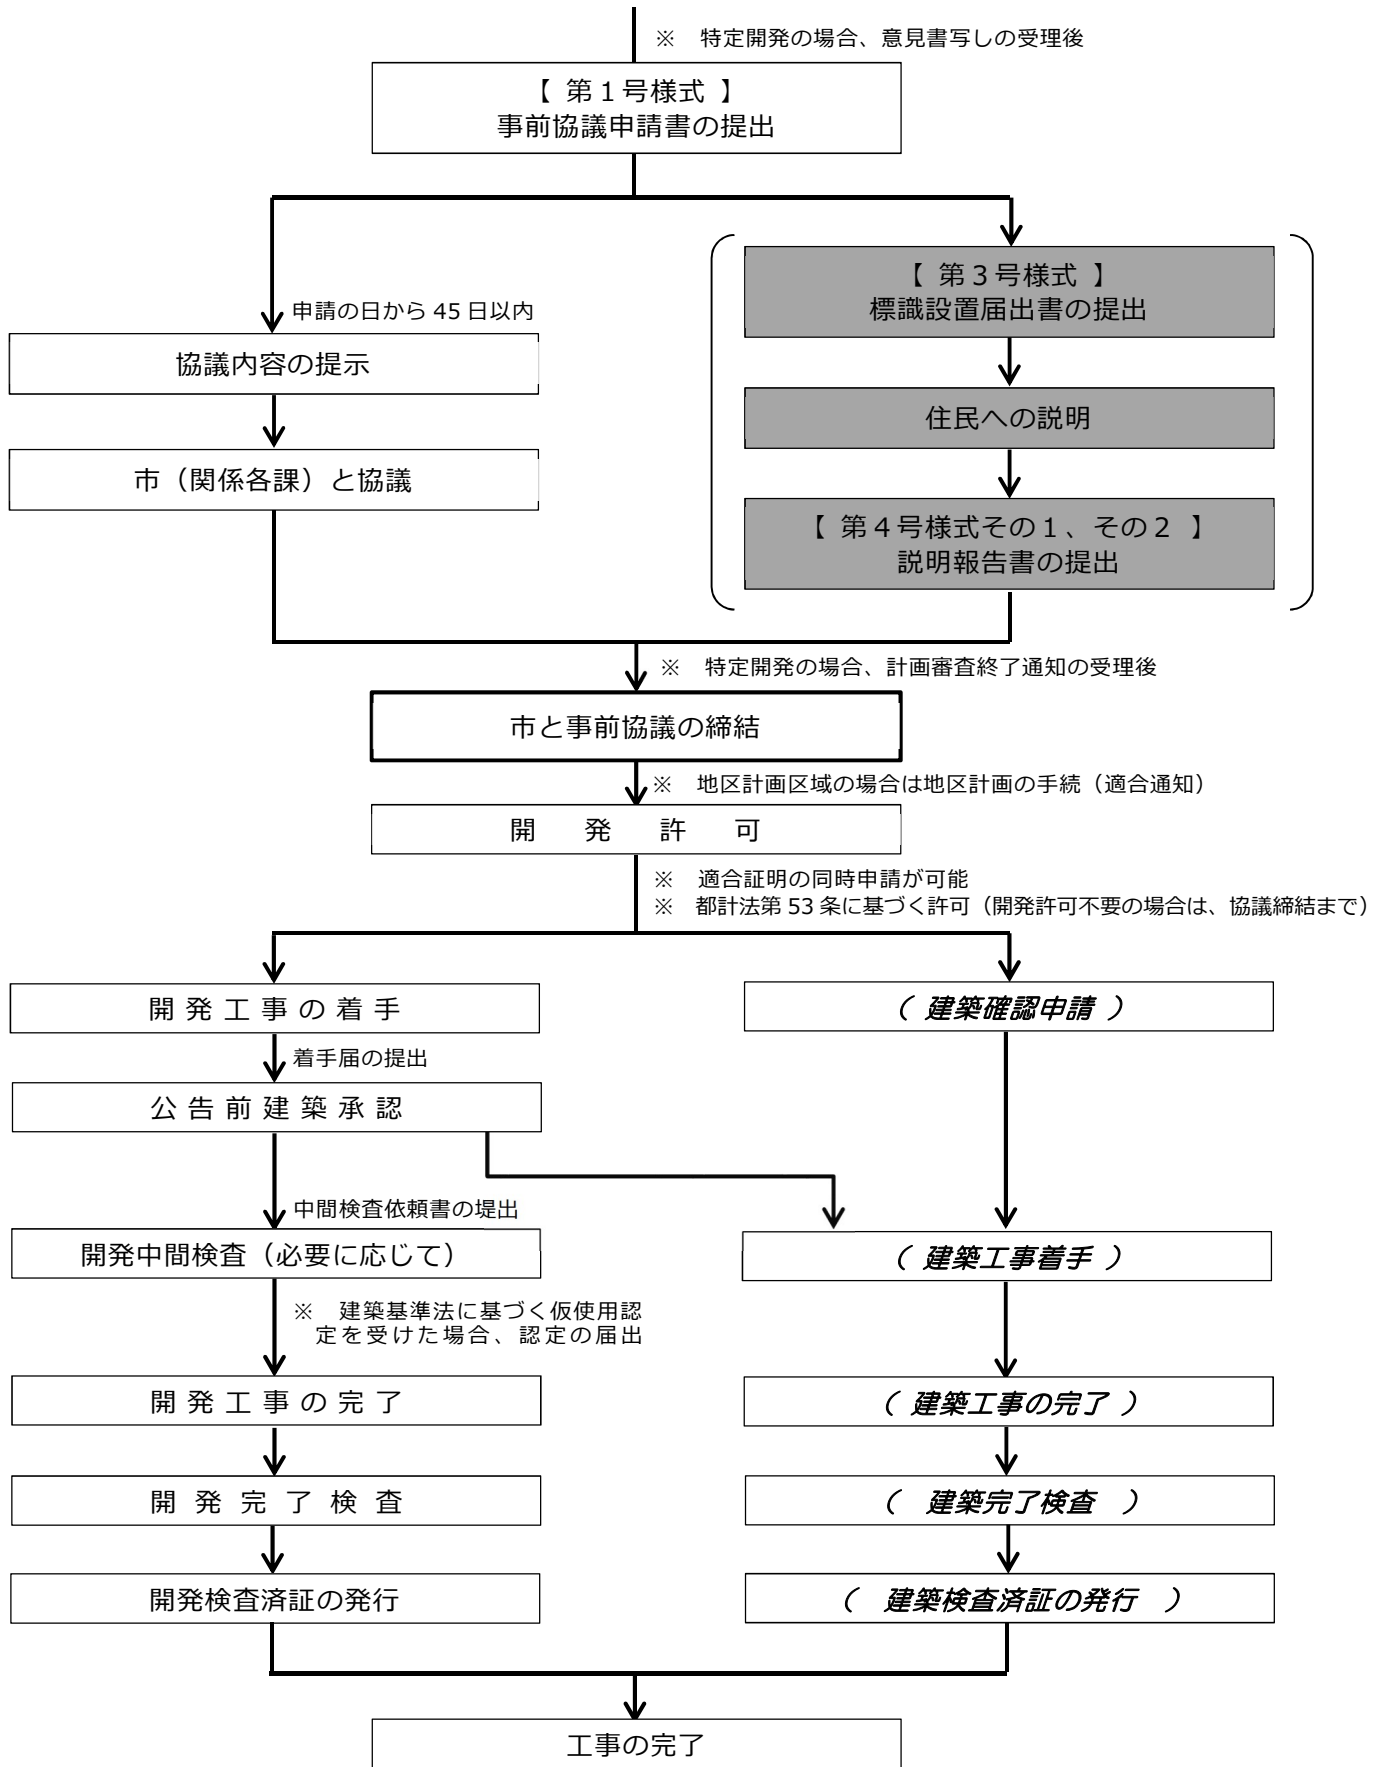 ※　特定開発の場合、意見書写しの受理後
【 第１号様式 】
事前協議申請書の提出
申請の日から 45 日以内
協議内容の提示
市（関係各課）と協議
【 第３号様式 】
標識設置届出書の提出
住民への説明
【 第４号様式その１、その２ 】
説明報告書の提出
※　特定開発の場合、計画審査終了通知の受理後
市と事前協議の締結
※　地区計画区域の場合は地区計画の手続（適合通知）
開　発　許　可
※　適合証明の同時申請が可能
※　都計法第 53 条に基づく許可（開発許可不要の場合は、協議締結まで）
開発工事の着手
（ 建築確認申請 ）
着手届の提出
公告前建築承認
中間検査依頼書の堤出
開発中間検査（必要に応じて）
（ 建築工事着手 ）
※　建築基準法に基づく仮使用認
定を受けた場合、認定の届出
開発工事の完了
（ 建築工事の完了 ）
開発完了検査
（　建築完了検査　）
開発検査済証の発行
（　建築検査済証の発行　）
工事の完了